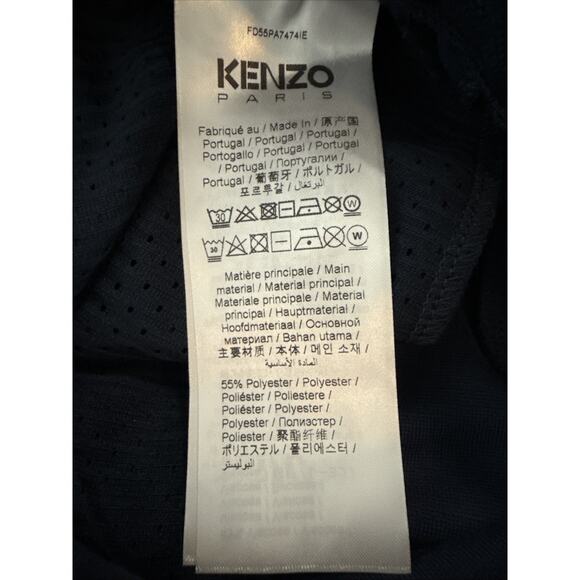 FD55PA7474IE
KENZO
PARIS
Fabriqué au / Made In / 原产国
Portugal / Portugal / Portugal /
Portogallo / Portugal / Portugal
/ Portugal / Португалии /
Portugal / 葡萄牙 / ポルトガル /
포르투갈 / البرتغال
30 W
30 W
Matière principale / Main
material / Material principal /
Materiale principale / Material
principal / Hauptmaterial /
Hoofdmateriaal / Основной
материал / Bahan utama /
主要材质 / 本体 / 메인 소재 /
المادة الأساسية
55% Polyester / Polyester /
Poliéster / Poliestere /
Poliéster / Polyester /
Polyester / Полиэстер /
Poliester / 聚酯纤维 /
ポリエステル / 폴리에스터 /
البوليستر